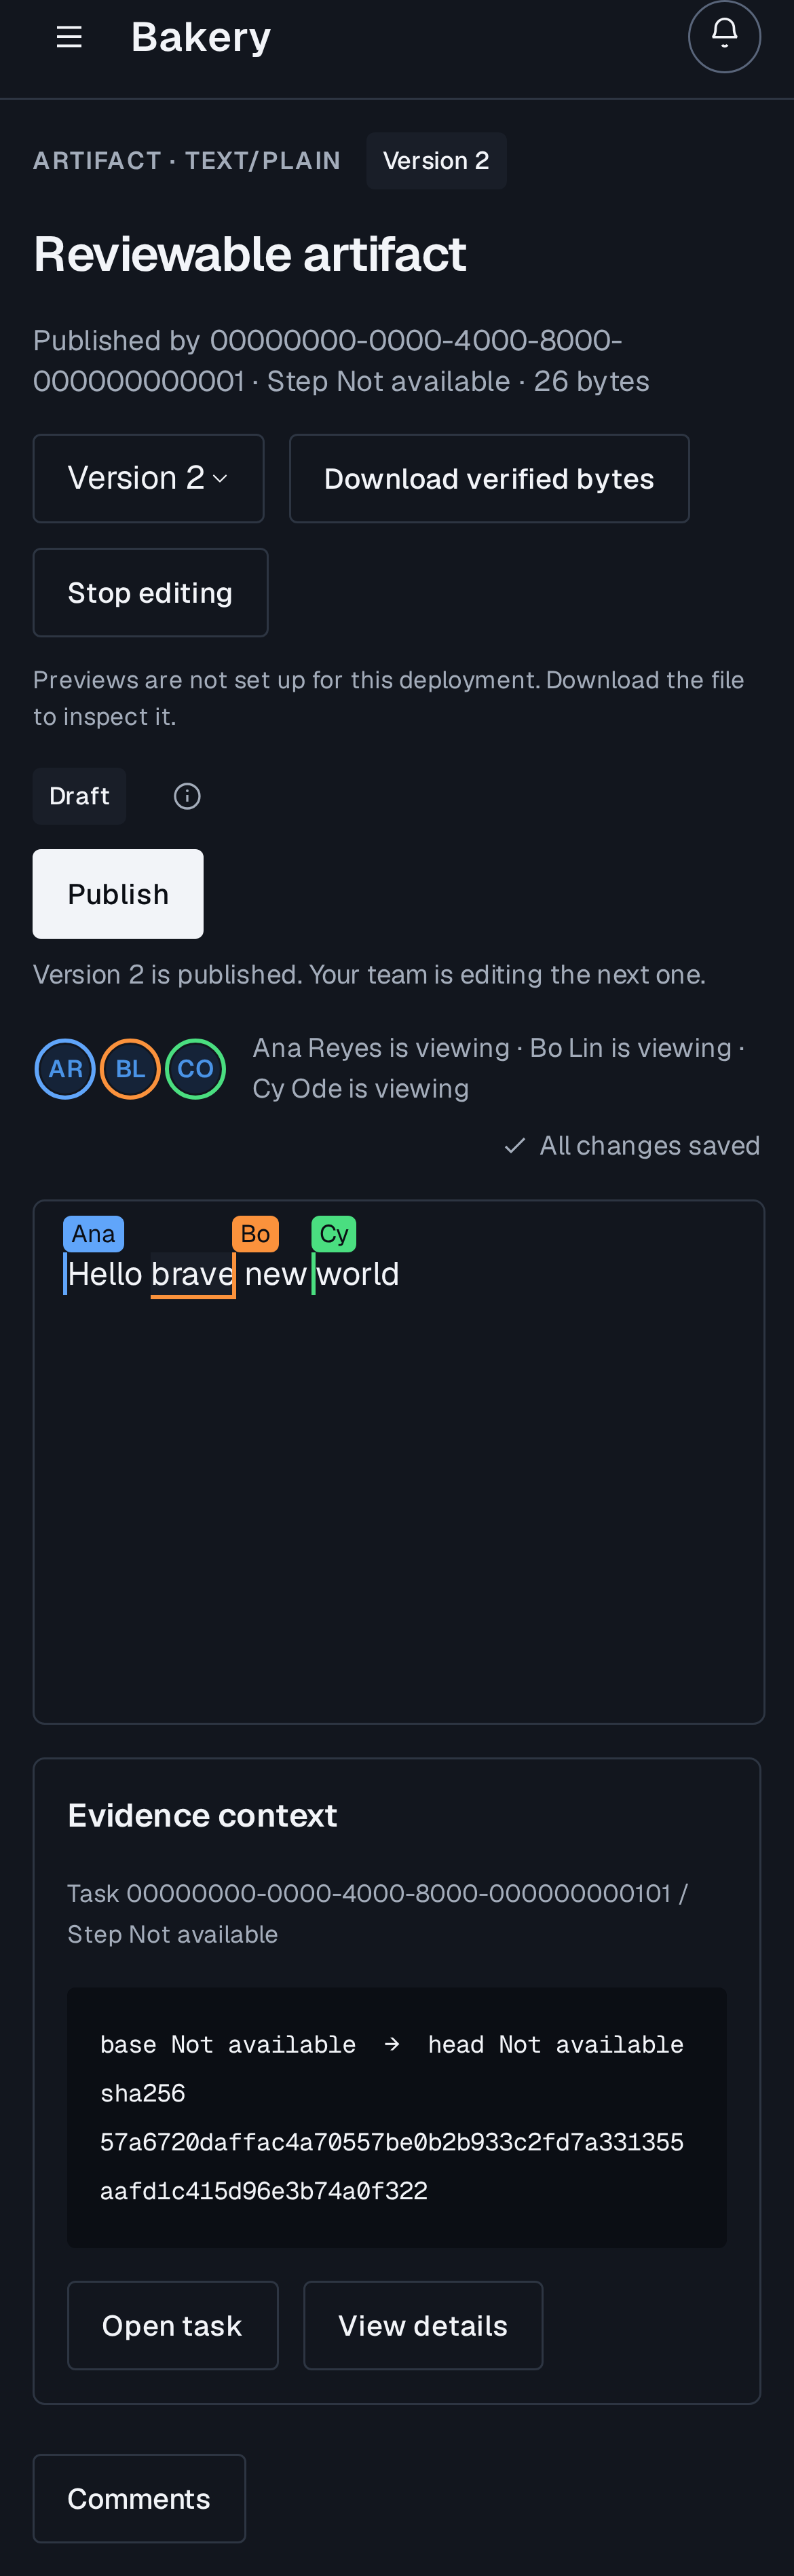 Bakery
ARTIFACT · TEXT/PLAIN Version 2
Reviewable artifact
Published by 00000000-0000-4000-8000-
000000000001 · Step Not available · 26 bytes
Version 2 Download verified bytes
Stop editing
Previews are not set up for this deployment. Download the file
to inspect it.
Draft
Publish
Version 2 is published. Your team is editing the next one.
AR BL CO
Ana Reyes is viewing · Bo Lin is viewing ·
Cy Ode is viewing
All changes saved
Ana Bo Cy
Hello brave new world
Evidence context
Task 00000000-0000-4000-8000-000000000101 /
Step Not available
base Not available → head Not available
sha256
57a6720daffac4a70557be0b2b933c2fd7a331355
aafd1c415d96e3b74a0f322
Open task View details
Comments